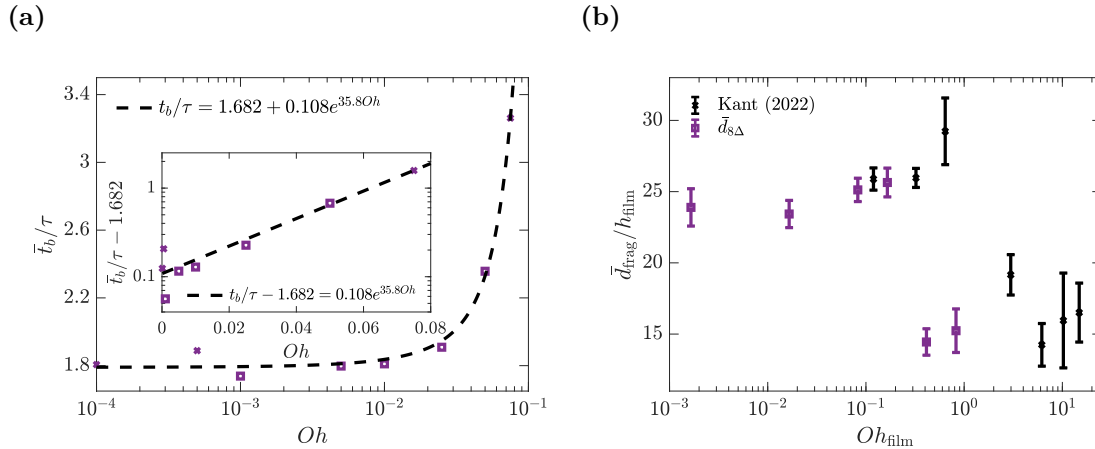 (a)
(b)
3.4
3
2.6
2.2
1.8
t̄_b/τ
t_b/τ = 1.682 + 0.108e^{35.8Oh}
1
0.1
t̄_b/τ − 1.682
t_b/τ − 1.682 = 0.108e^{35.8Oh}
0 0.02 0.04 0.06 0.08
Oh
10^{-4} 10^{-3} 10^{-2} 10^{-1}
Oh
30
25
20
15
d̄_frag/h_film
Kant (2022)
d̄_{8Δ}
10^{-3} 10^{-2} 10^{-1} 10^{0} 10^{1}
Oh_film